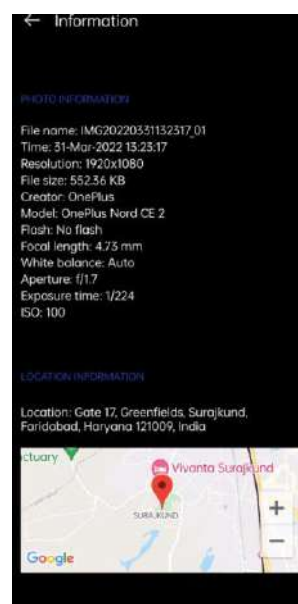 ← Information
PHOTO INFORMATION
File name: IMG20220331132317_01
Time: 31-Mar-2022 13:23:17
Resolution: 1920x1080
File size: 552.36 KB
Creator: OnePlus
Model: OnePlus Nord CE 2
Flash: No flash
Focal length: 4.73 mm
White balance: Auto
Aperture: f/1.7
Exposure time: 1/224
ISO: 100
LOCATION INFORMATION
Location: Gate 17, Greenfields, Surajkund,
Faridabad, Haryana 121009, India
ctuary
Vivanta Surajkund
SURAJKUND
+
−
Google